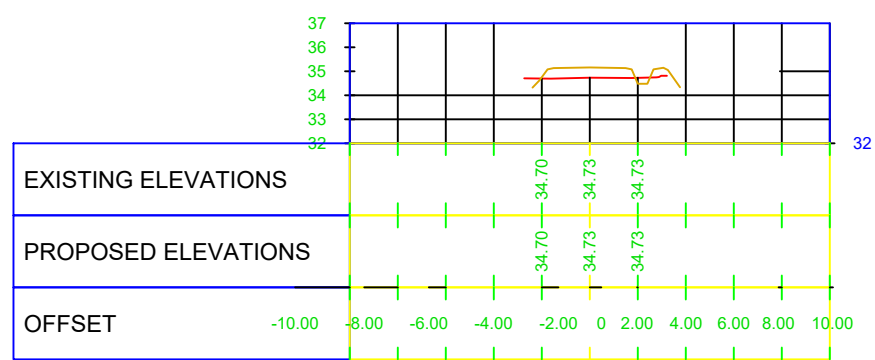 37
36
35
34
33
32
32
EXISTING ELEVATIONS 34.70 34.73 34.73
PROPOSED ELEVATIONS 34.70 34.73 34.73
OFFSET -10.00 -8.00 -6.00 -4.00 -2.00 0 2.00 4.00 6.00 8.00 10.00